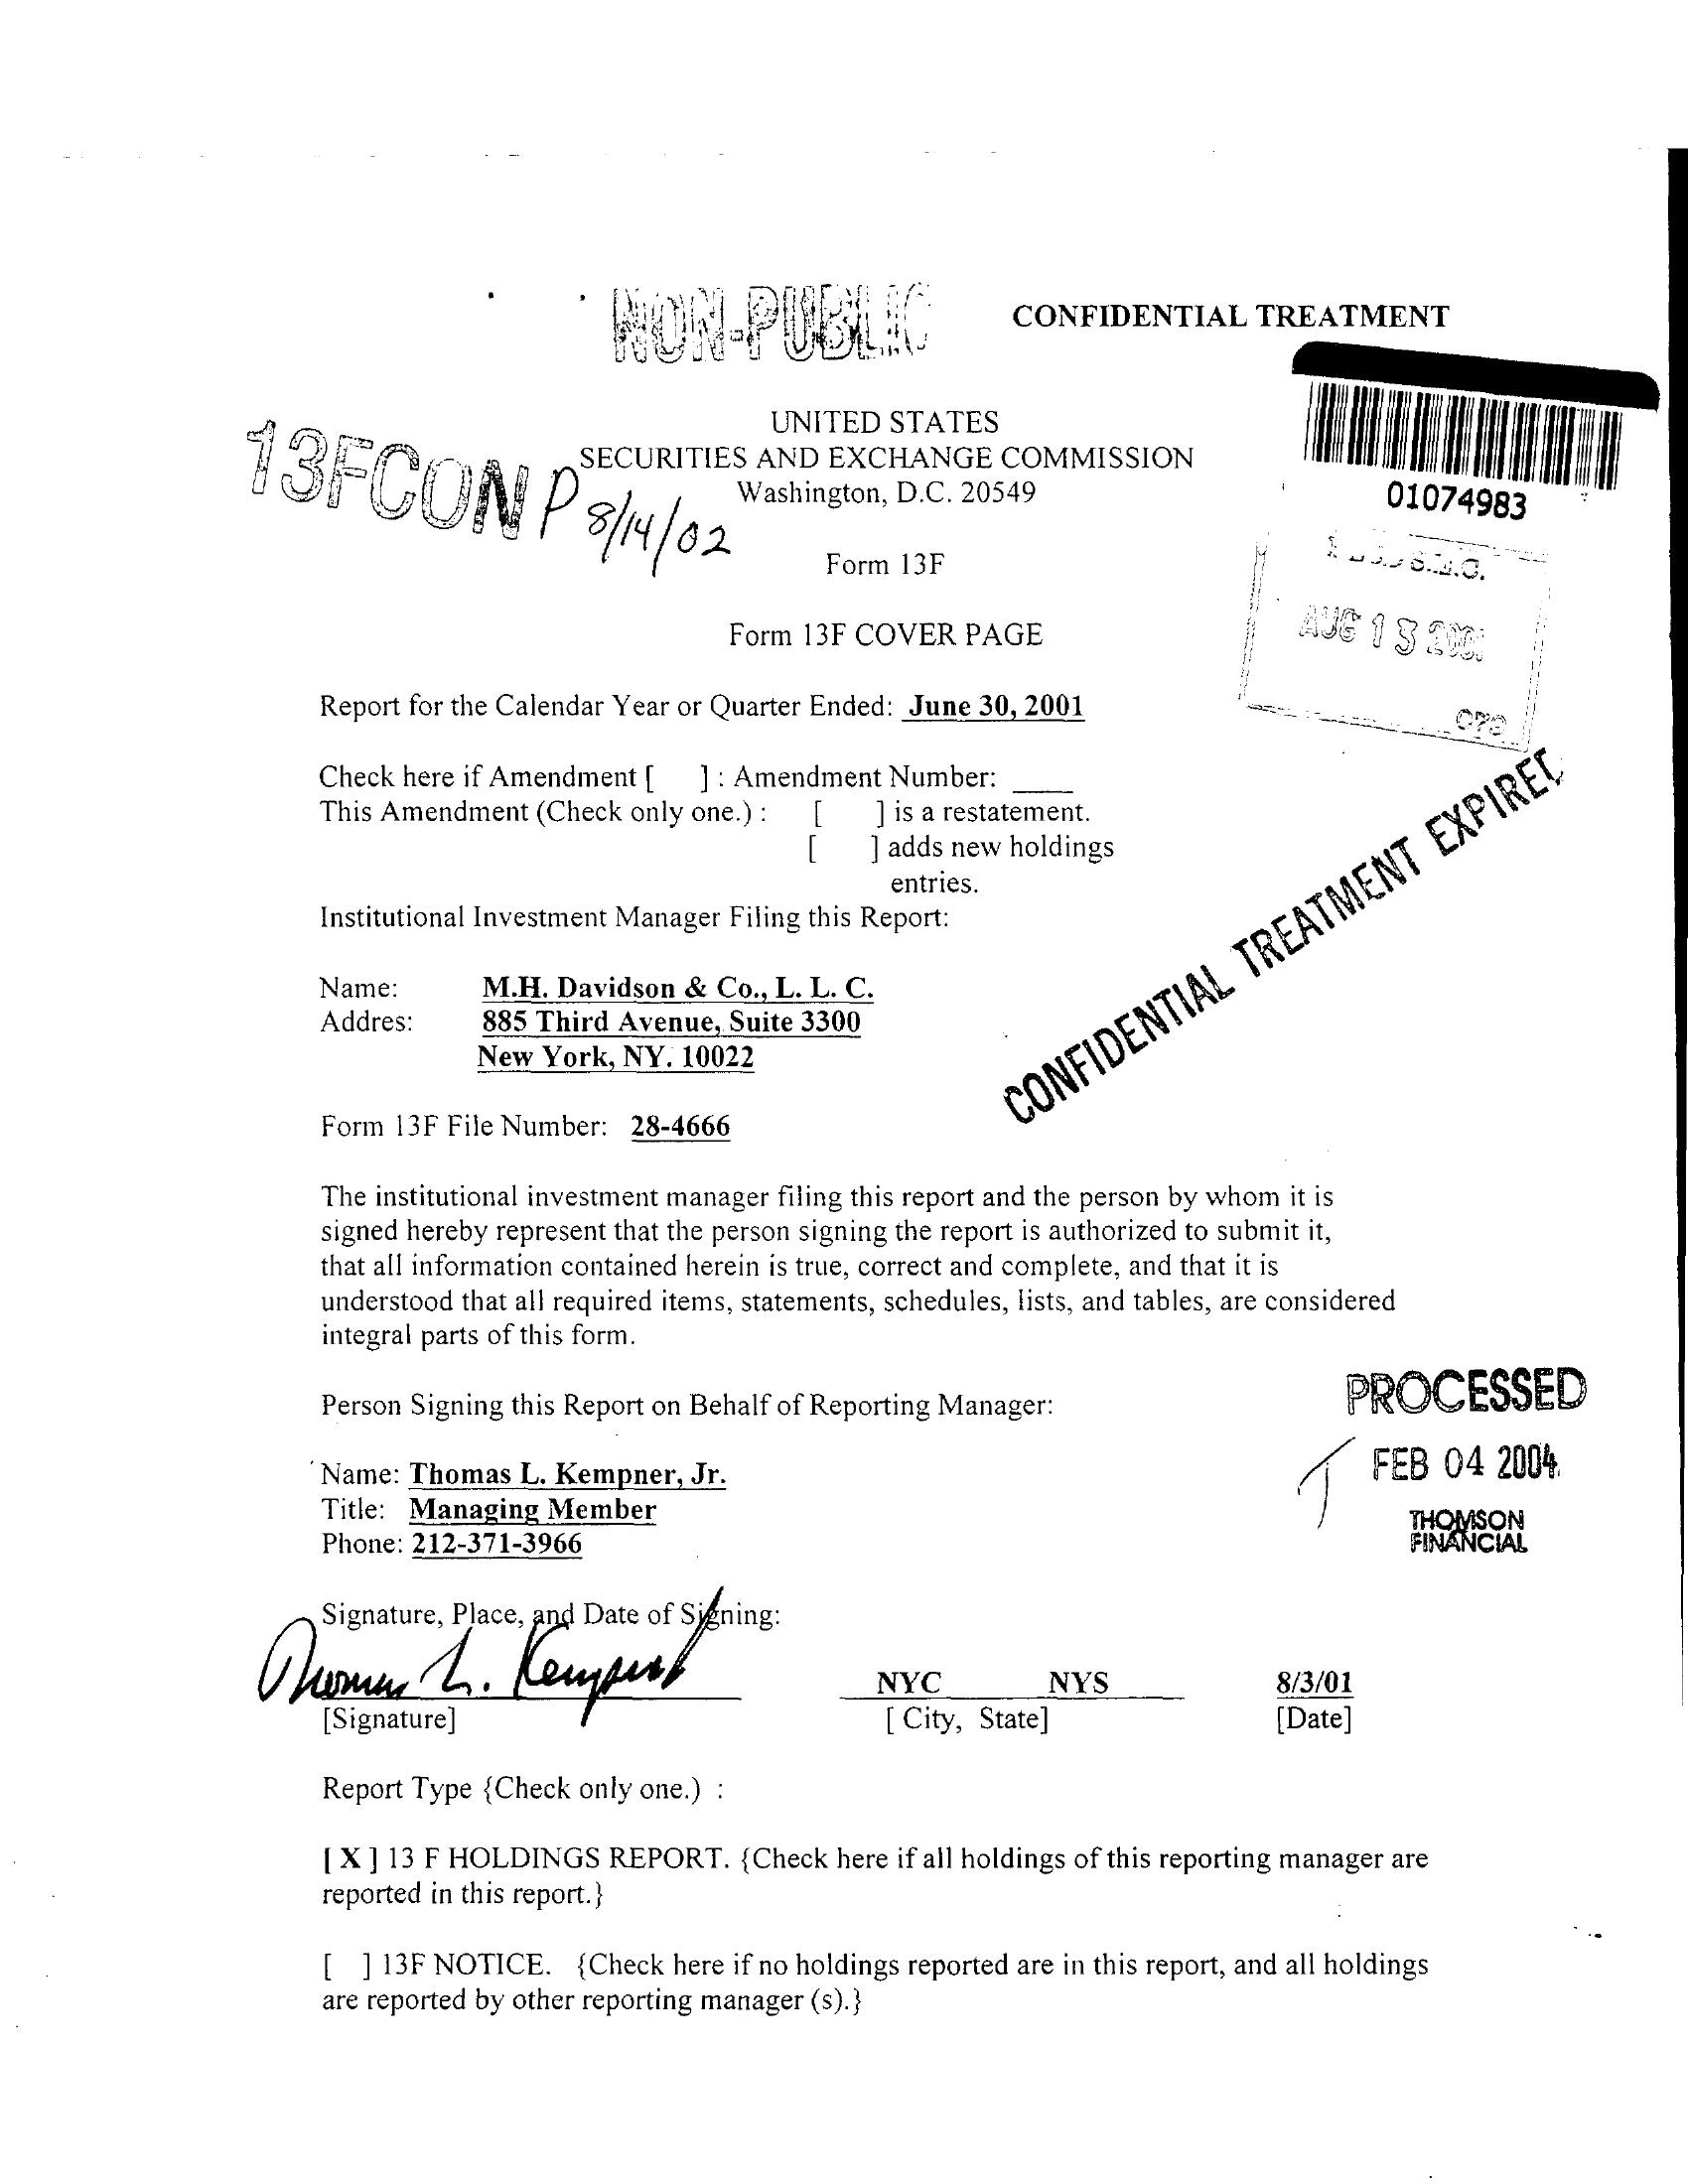 NON-PUBLIC
CONFIDENTIAL TREATMENT
UNITED STATES
SECURITIES AND EXCHANGE COMMISSION
Washington, D.C. 20549
13FCON P 8/14/02
01074983
S.E.C.
AUG 13 2001
Form 13F
Form 13F COVER PAGE
Report for the Calendar Year or Quarter Ended: June 30, 2001
Check here if Amendment [ ] : Amendment Number: ____
This Amendment (Check only one.) : [ ] is a restatement.
[ ] adds new holdings
entries.
CONFIDENTIAL TREATMENT EXPIRED
Institutional Investment Manager Filing this Report:
Name: M.H. Davidson & Co., L. L. C.
Addres: 885 Third Avenue, Suite 3300
New York, NY. 10022
Form 13F File Number: 28-4666
The institutional investment manager filing this report and the person by whom it is
signed hereby represent that the person signing the report is authorized to submit it,
that all information contained herein is true, correct and complete, and that it is
understood that all required items, statements, schedules, lists, and tables, are considered
integral parts of this form.
Person Signing this Report on Behalf of Reporting Manager:
PROCESSED
FEB 04 2004
THOMSON
FINANCIAL
Name: Thomas L. Kempner, Jr.
Title: Managing Member
Phone: 212-371-3966
Signature, Place, and Date of Signing:
Thomas L. Kempner
NYC NYS 8/3/01
[Signature] [ City, State] [Date]
Report Type {Check only one.) :
[ X ] 13 F HOLDINGS REPORT. {Check here if all holdings of this reporting manager are
reported in this report.}
[ ] 13F NOTICE. {Check here if no holdings reported are in this report, and all holdings
are reported by other reporting manager (s).}